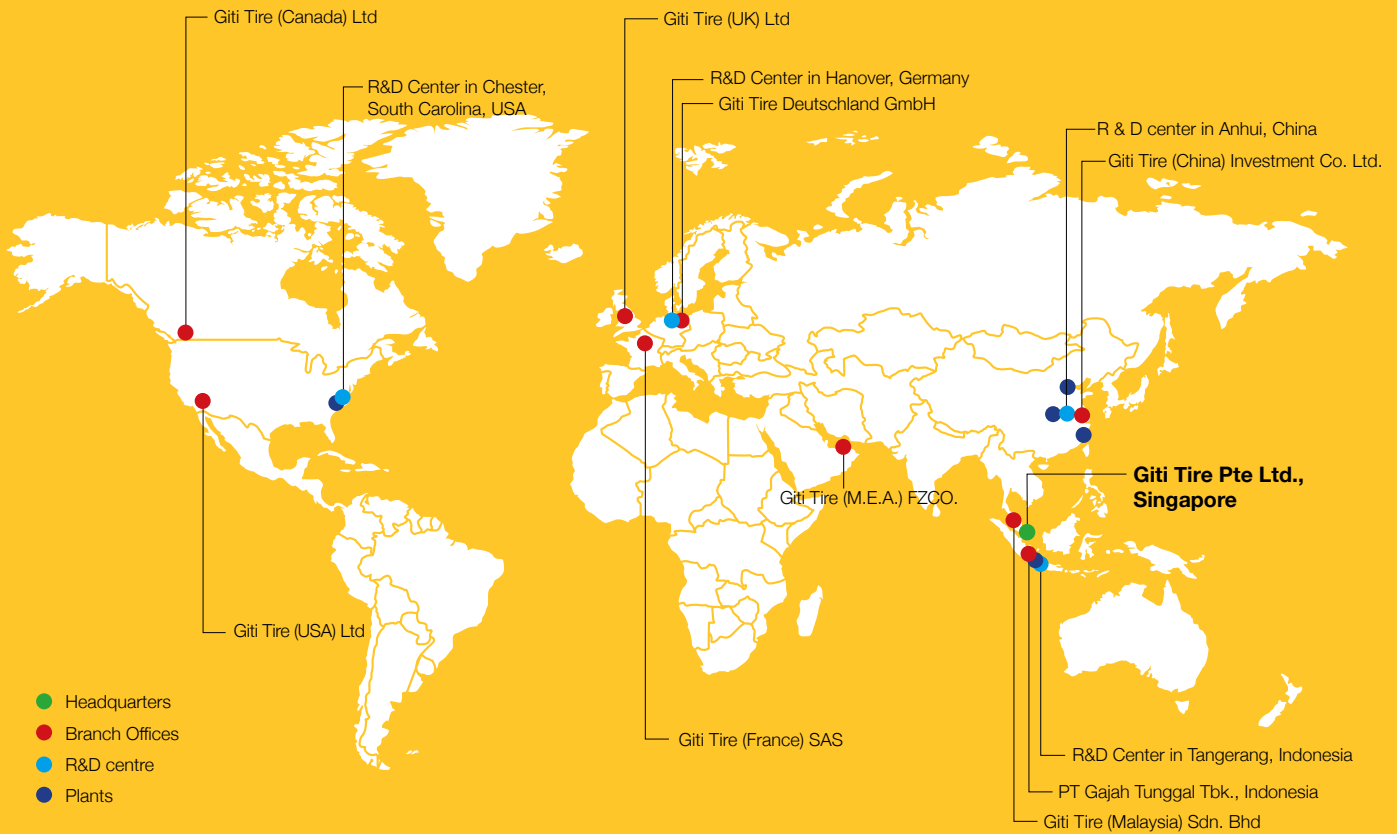 Giti Tire (Canada) Ltd
Giti Tire (UK) Ltd
R&D Center in Chester,
South Carolina, USA
R&D Center in Hanover, Germany
Giti Tire Deutschland GmbH
R & D center in Anhui, China
Giti Tire (China) Investment Co. Ltd.
Giti Tire Pte Ltd.,
Singapore
Giti Tire (M.E.A.) FZCO.
Giti Tire (USA) Ltd
Giti Tire (France) SAS
R&D Center in Tangerang, Indonesia
PT Gajah Tunggal Tbk., Indonesia
Giti Tire (Malaysia) Sdn. Bhd
Headquarters
Branch Offices
R&D centre
Plants